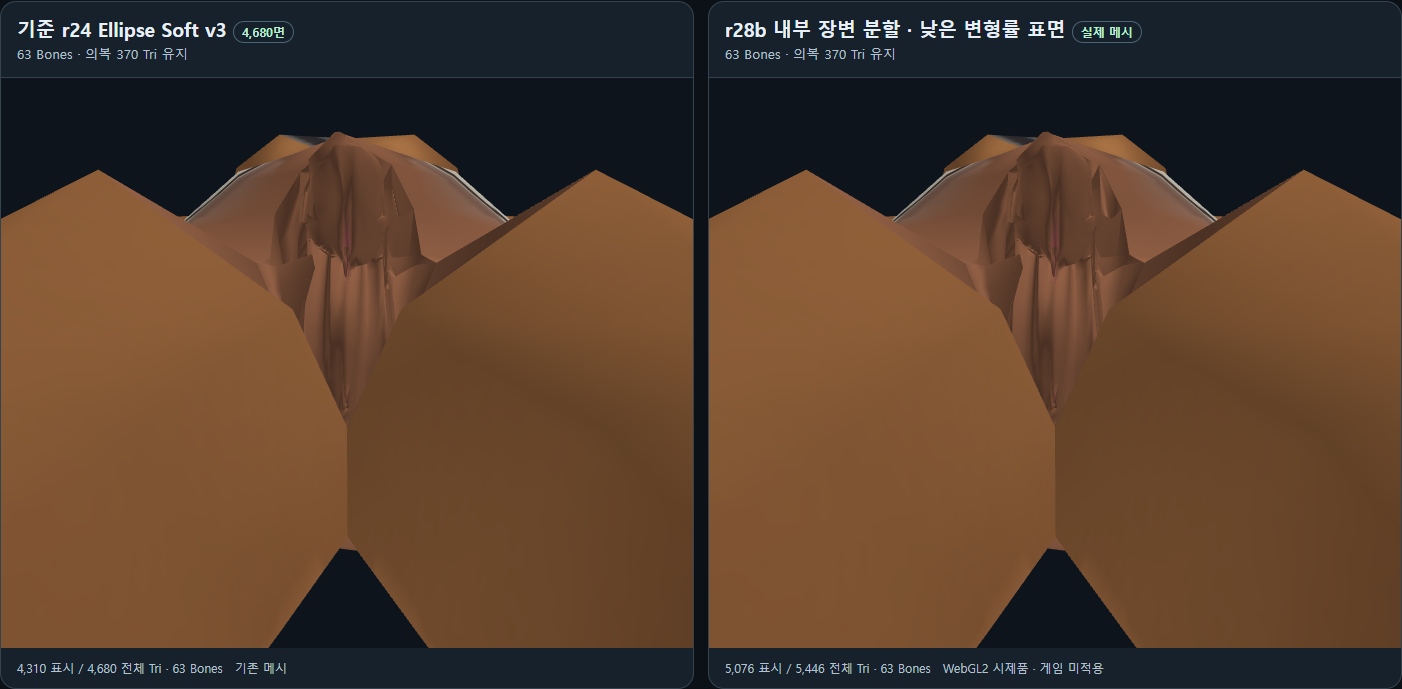 기준 r24 Ellipse Soft v3 4,680면
63 Bones · 의복 370 Tri 유지
4,310 표시 / 4,680 전체 Tri · 63 Bones 기존 메시
r28b 내부 장변 분할 · 낮은 변형률 표면 실제 메시
63 Bones · 의복 370 Tri 유지
5,076 표시 / 5,446 전체 Tri · 63 Bones WebGL2 시제품 · 게임 미적용